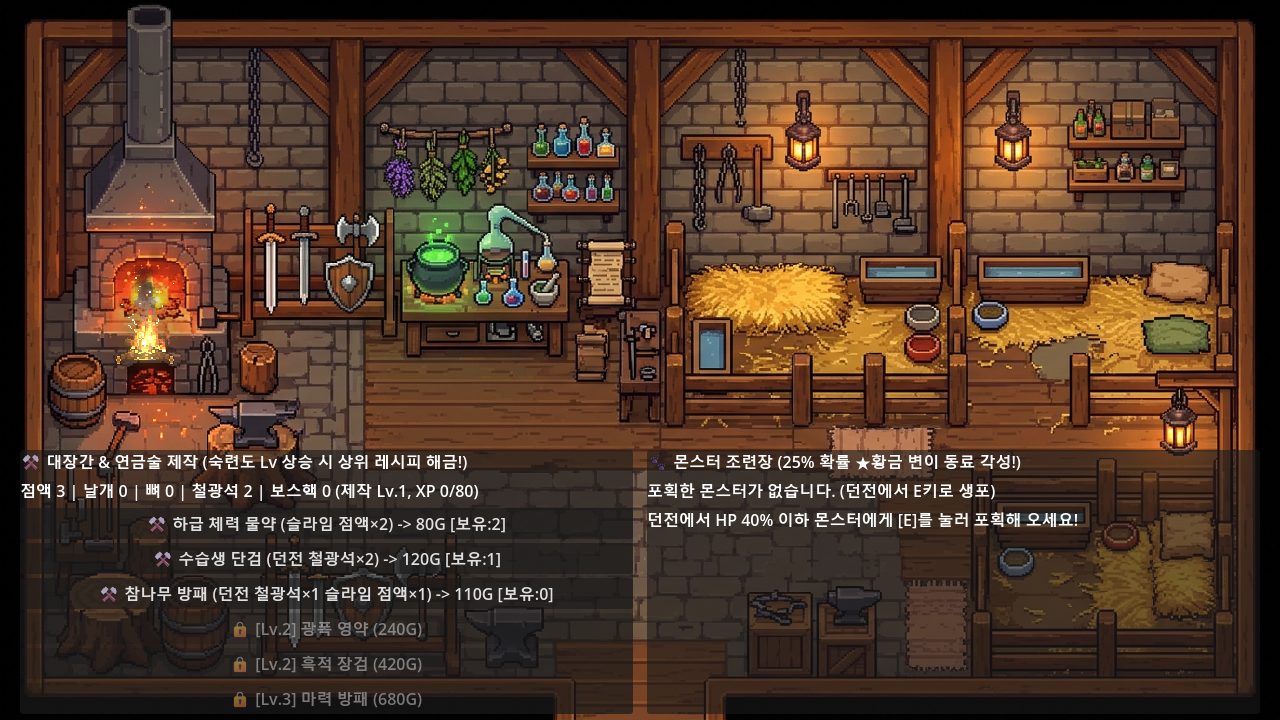 ⚒ 대장간 & 연금술 제작 (숙련도 Lv 상승 시 상위 레시피 해금!)
점액 3 | 날개 0 | 뼈 0 | 철광석 2 | 보스핵 0 (제작 Lv.1, XP 0/80)
⚒ 하급 체력 물약 (슬라임 점액×2) -> 80G [보유:2]
⚒ 수습생 단검 (던전 철광석×2) -> 120G [보유:1]
⚒ 참나무 방패 (던전 철광석×1 슬라임 점액×1) -> 110G [보유:0]
🔒 [Lv.2] 광폭 영약 (240G)
🔒 [Lv.2] 흑적 장검 (420G)
🔒 [Lv.3] 마력 방패 (680G)
🐾 몬스터 조련장 (25% 확률 ★황금 변이 동료 각성!)
포획한 몬스터가 없습니다. (던전에서 E키로 생포)
던전에서 HP 40% 이하 몬스터에게 [E]를 눌러 포획해 오세요!